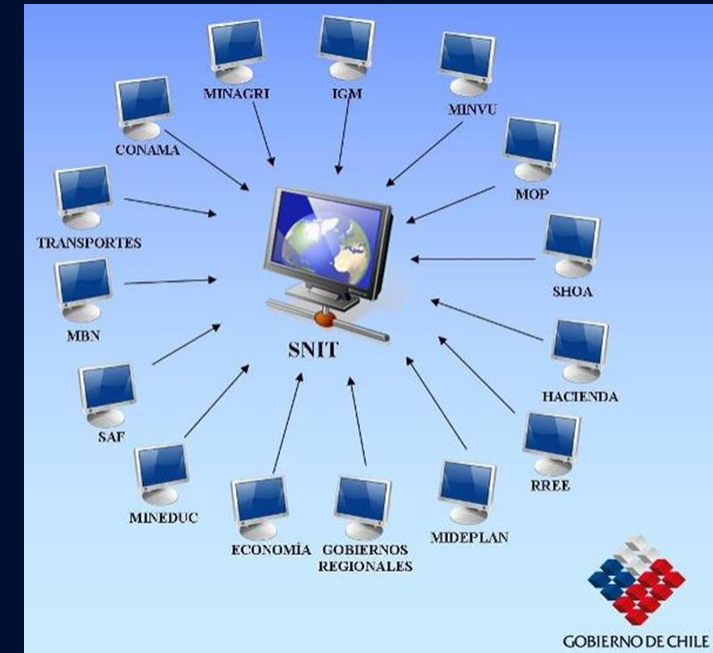 MINAGRI
IGM
MINVU
CONAMA
MOP
TRANSPORTES
SHOA
MBN
SNIT
HACIENDA
SAF
RREE
MINEDUC
ECONOMÍA
GOBIERNOS
REGIONALES
MIDEPLAN
GOBIERNO DE CHILE